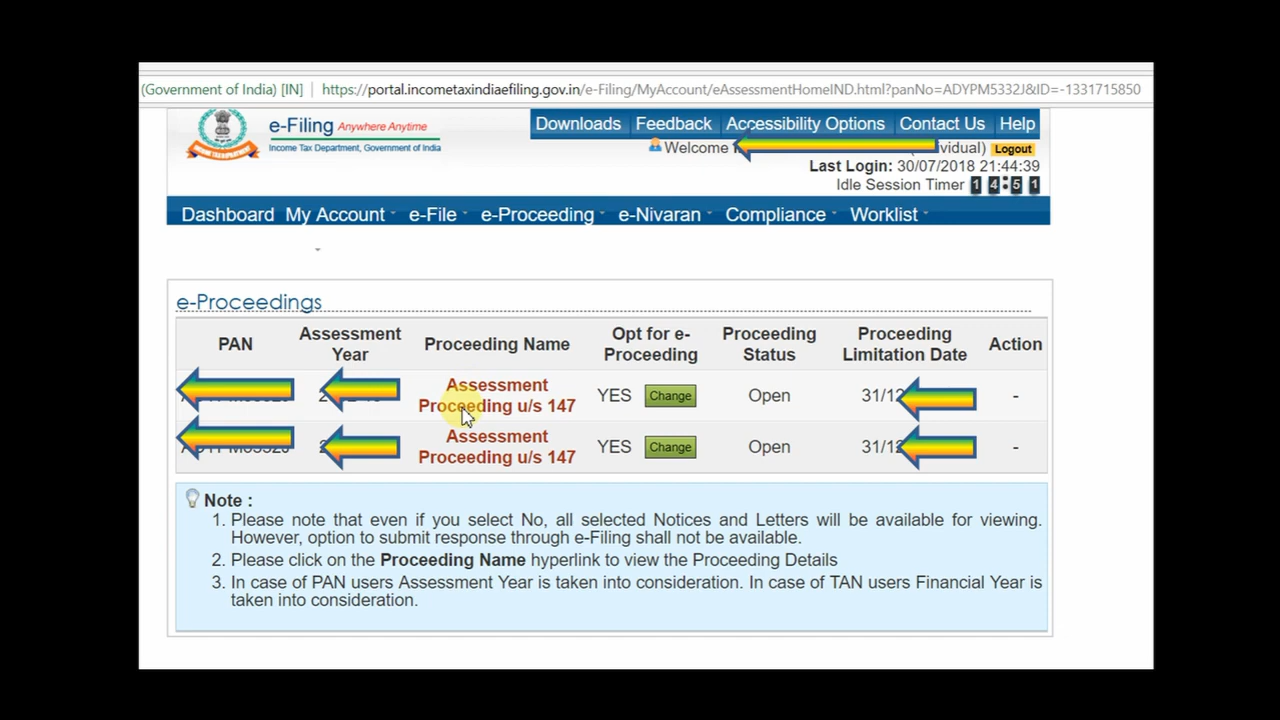 (Government of India) [IN] | https://portal.incometaxindiaefiling.gov.in/e-Filing/MyAccount/eAssessmentHomeIND.html?panNo=ADYPM5332J&ID=-1331715850
e-Filing Anywhere Anytime
Income Tax Department, Government of India
Downloads Feedback Accessibility Options Contact Us Help
Welcome Logout
Last Login: 30/07/2018 21:44:39
Idle Session Timer 1 4 : 5 1
Dashboard My Account e-File e-Proceeding e-Nivaran Compliance Worklist
e-Proceedings
PAN Assessment Year Proceeding Name Opt for e-Proceeding Proceeding Status Proceeding Limitation Date Action
Assessment Proceeding u/s 147 YES Change Open 31/12 -
Assessment Proceeding u/s 147 YES Change Open 31/12 -
Note :
1. Please note that even if you select No, all selected Notices and Letters will be available for viewing.
However, option to submit response through e-Filing shall not be available.
2. Please click on the Proceeding Name hyperlink to view the Proceeding Details
3. In case of PAN users Assessment Year is taken into consideration. In case of TAN users Financial Year is
taken into consideration.